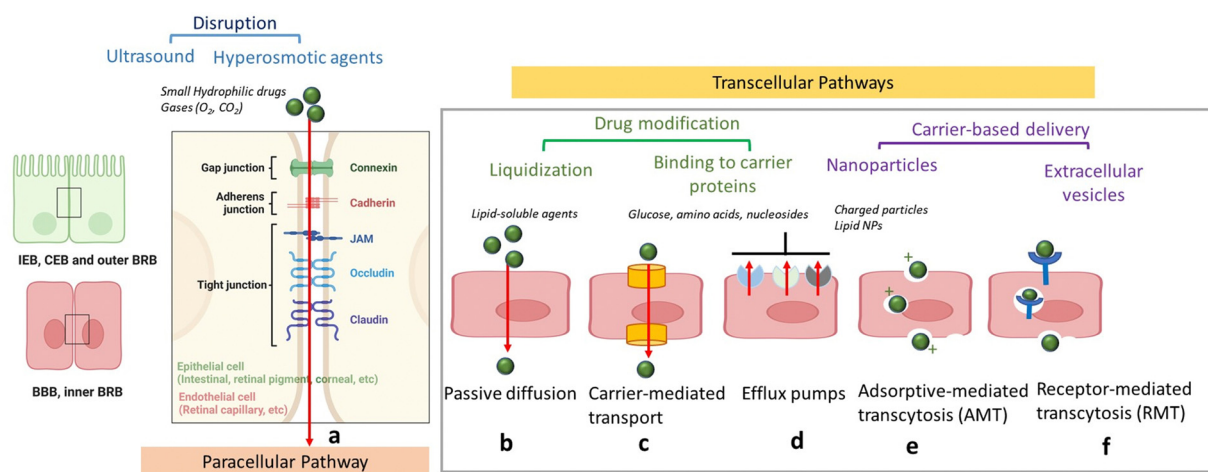 Disruption
Ultrasound
Hyperosmotic agents
Small Hydrophilic drugs
Gases (O₂, CO₂)
Gap junction
Connexin
Adherens
junction
Cadherin
JAM
Tight junction
Occludin
Claudin
Epithelial cell
(Intestinal, retinal pigment, corneal, etc)
Endothelial cell
(Retinal capillary, etc)
a
Paracellular Pathway
IEB, CEB and outer BRB
BBB, inner BRB
Transcellular Pathways
Drug modification
Carrier-based delivery
Liquidization
Binding to carrier
proteins
Nanoparticles
Extracellular
vesicles
Lipid-soluble agents
Glucose, amino acids, nucleosides
Charged particles
Lipid NPs
+
+
+
Passive diffusion
b
Carrier-mediated
transport
c
Efflux pumps
d
Adsorptive-mediated
transcytosis (AMT)
e
Receptor-mediated
transcytosis (RMT)
f